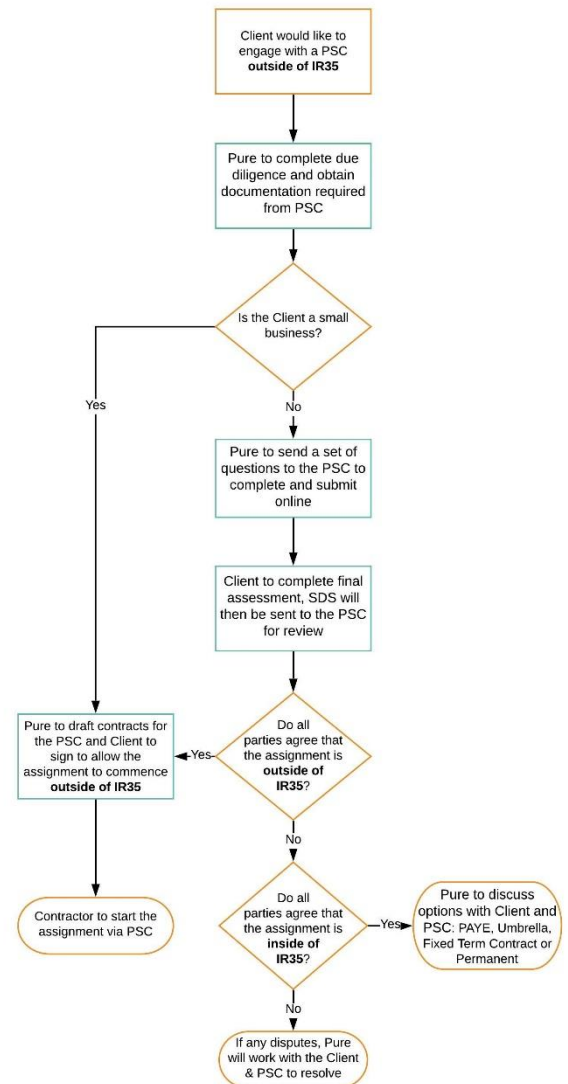 Client would like to
engage with a PSC
outside of IR35
Pure to complete due
diligence and obtain
documentation required
from PSC
Is the Client a small
business?
Yes
No
Pure to send a set of
questions to the PSC to
complete and submit
online
Client to complete final
assessment, SDS will
then be sent to the PSC
for review
Do all
parties agree that
the assignment is
outside of
IR35?
Yes
Pure to draft contracts for
the PSC and Client to
sign to allow the
assignment to commence
outside of IR35
Contractor to start the
assignment via PSC
No
Do all
parties agree that
the assignment is
inside of
IR35?
Yes
Pure to discuss
options with Client and
PSC: PAYE, Umbrella,
Fixed Term Contract or
Permanent
No
If any disputes, Pure
will work with the Client
& PSC to resolve